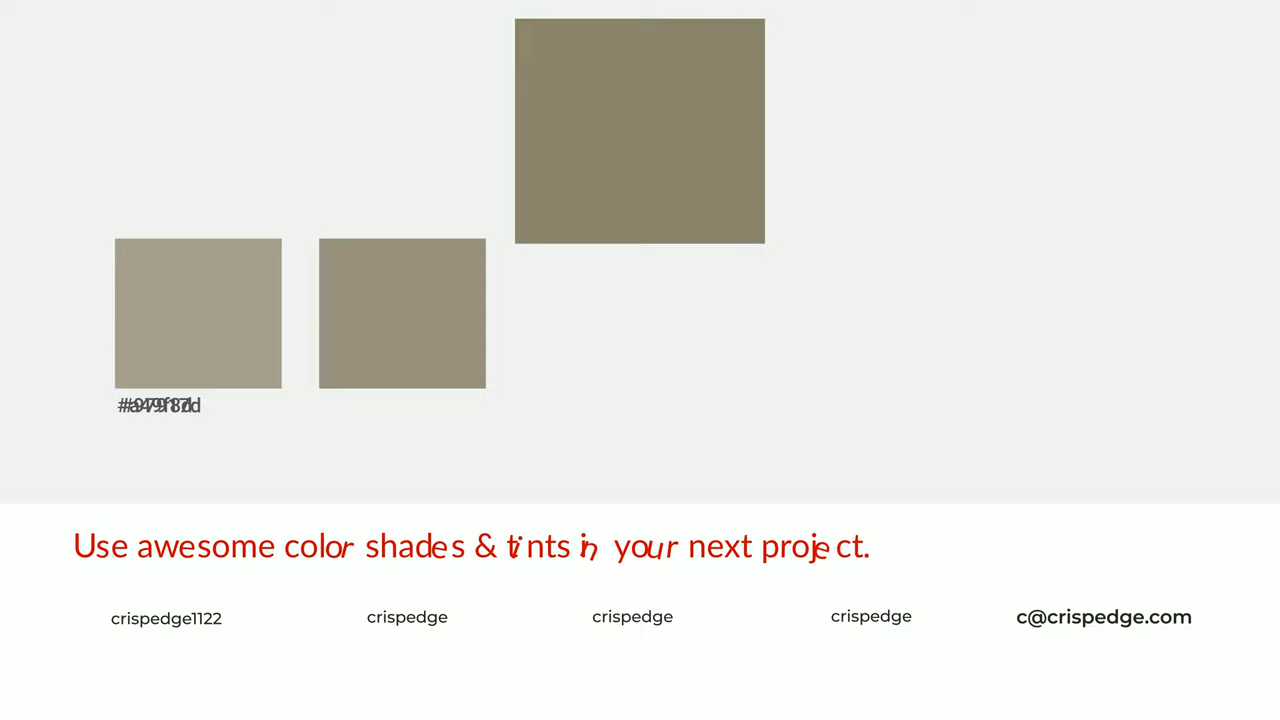 Use awesome color shades & tints in your next project.
crispedge1122 crispedge crispedge crispedge c@crispedge.com